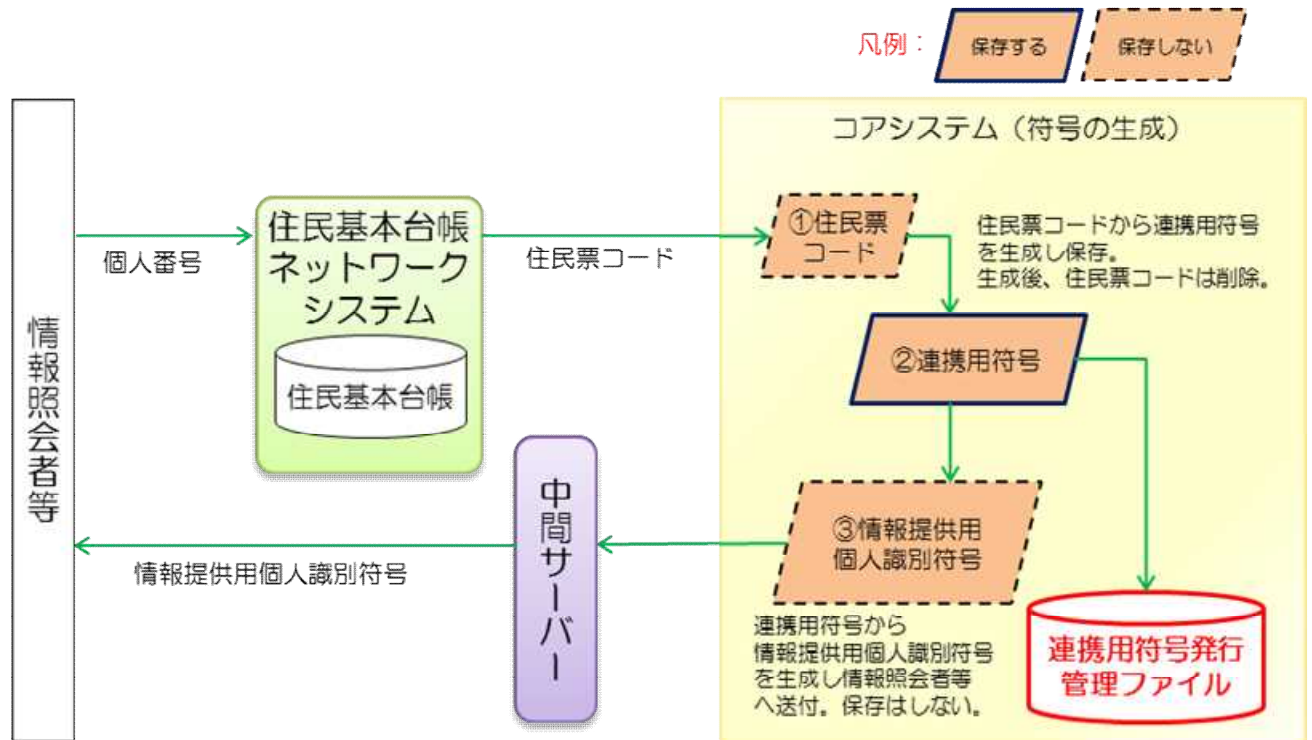 凡例：
保存する
保存しない
コアシステム（符号の生成）
情報照会者等
個人番号
住民基本台帳
ネットワーク
システム
住民基本台帳
住民票コード
①住民票
コード
住民票コードから連携用符号
を生成し保存。
生成後、住民票コードは削除。
②連携用符号
③情報提供用
個人識別符号
中間サーバー
情報提供用個人識別符号
連携用符号から
情報提供用個人識別符号
を生成し情報照会者等
へ送付。保存はしない。
連携用符号発行
管理ファイル